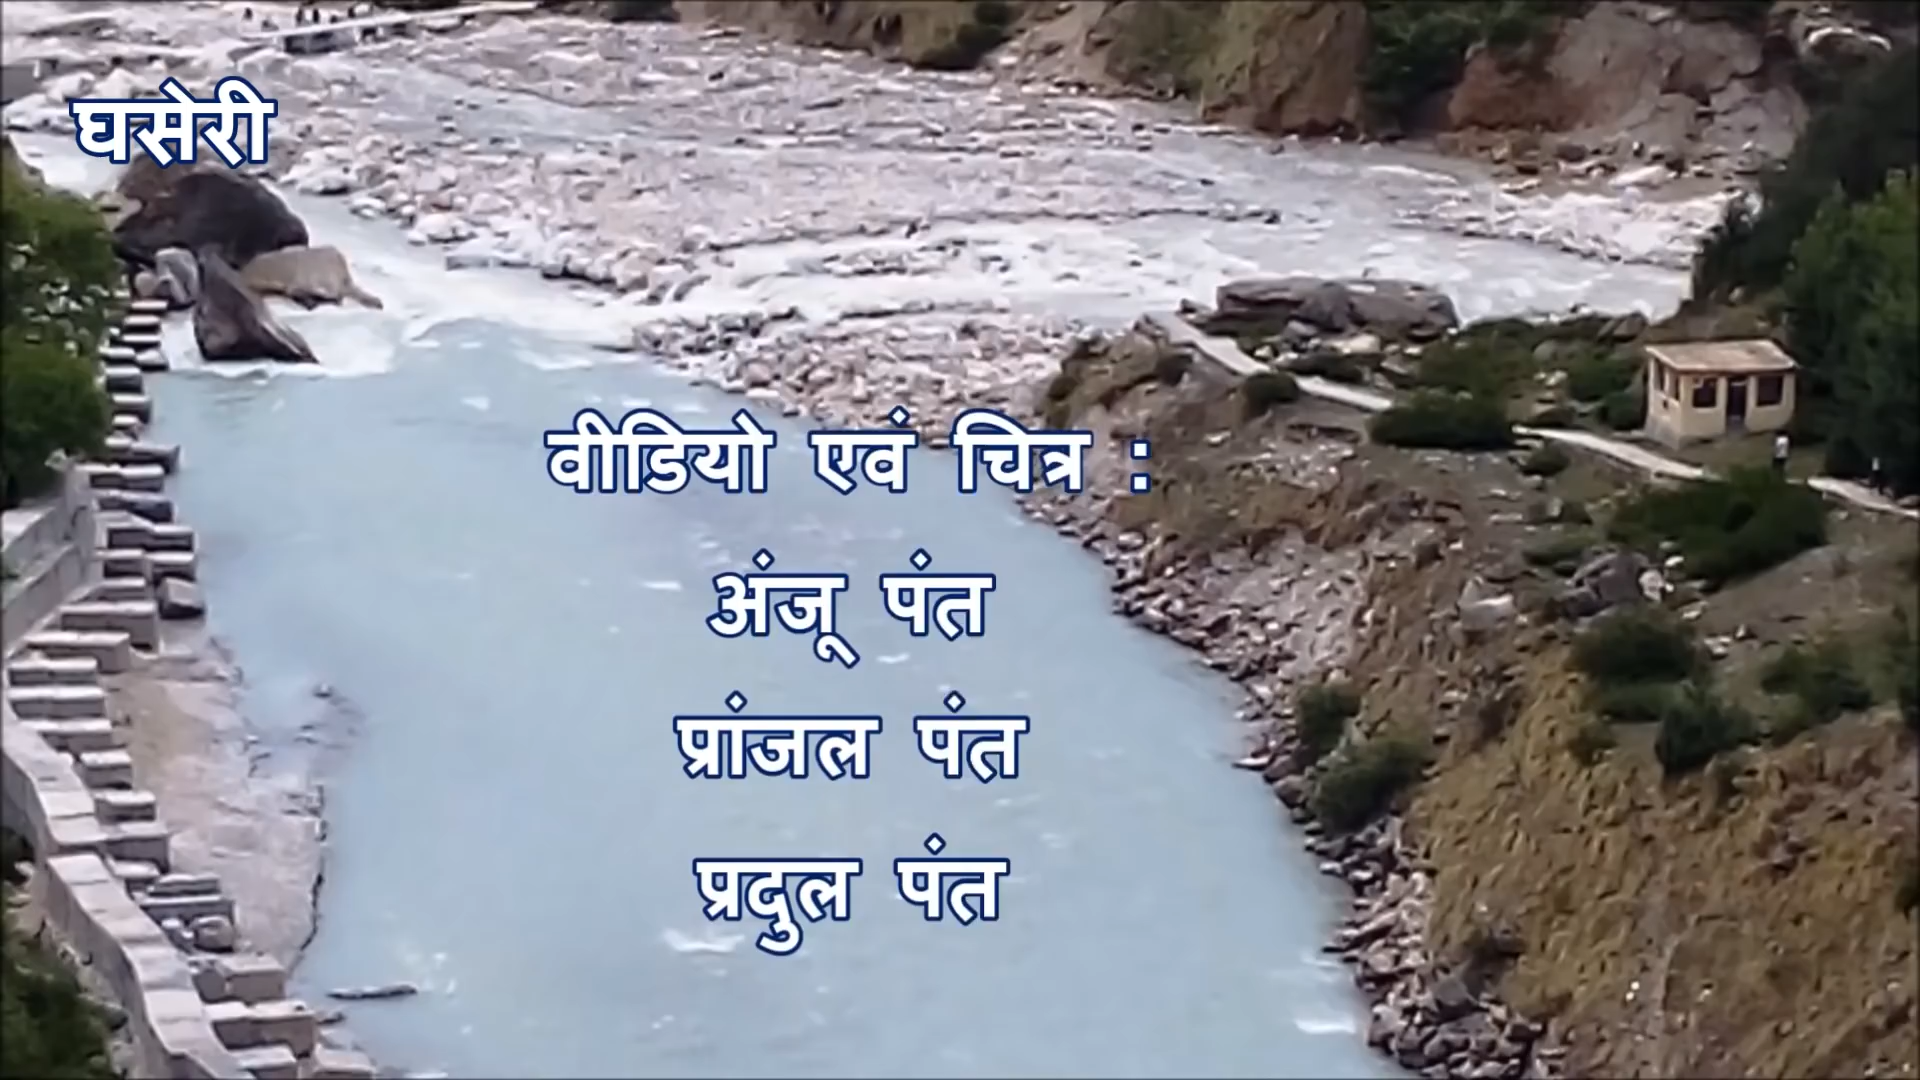 घसेरी
वीडियो एवं चित्र :
अंजू पंत
प्रांजल पंत
प्रदुल पंत